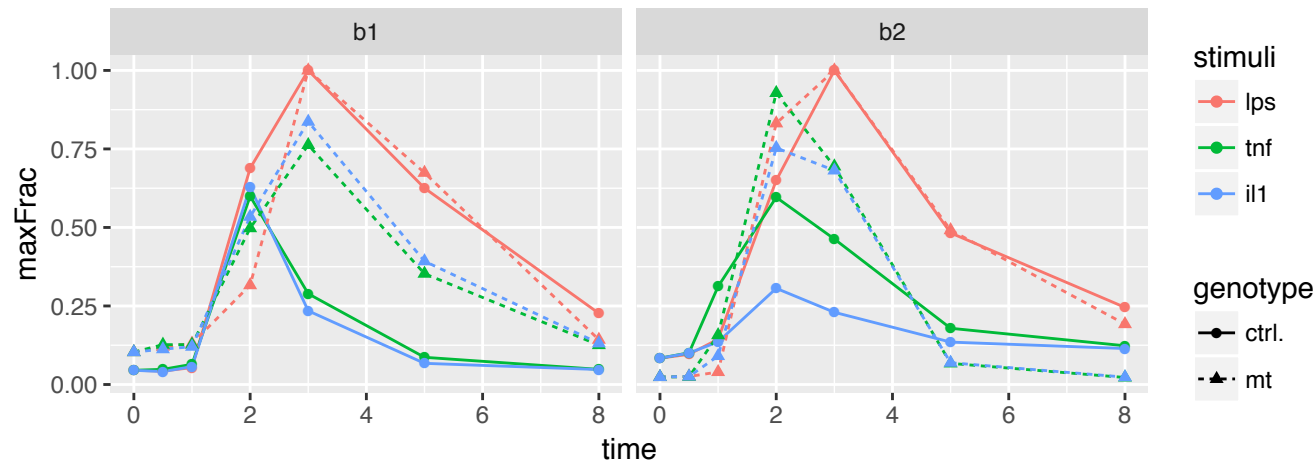 b1
b2
1.00
0.75
0.50
0.25
0.00
maxFrac
0 2 4 6 8
0 2 4 6 8
time
stimuli
lps
tnf
il1
genotype
ctrl.
mt